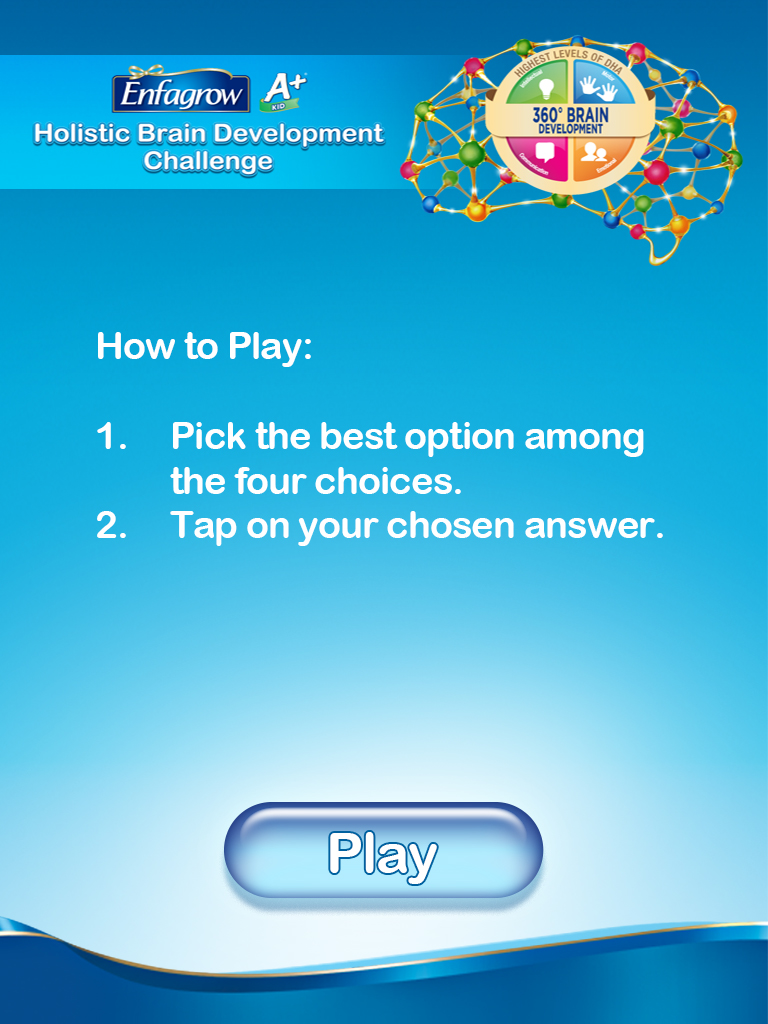 Enfagrow A+
KID
Holistic Brain Development
Challenge
HIGHEST LEVELS OF DHA
Intellectual
Motor
360° BRAIN
DEVELOPMENT
Communication
Emotional
How to Play:
1. Pick the best option among
the four choices.
2. Tap on your chosen answer.
Play